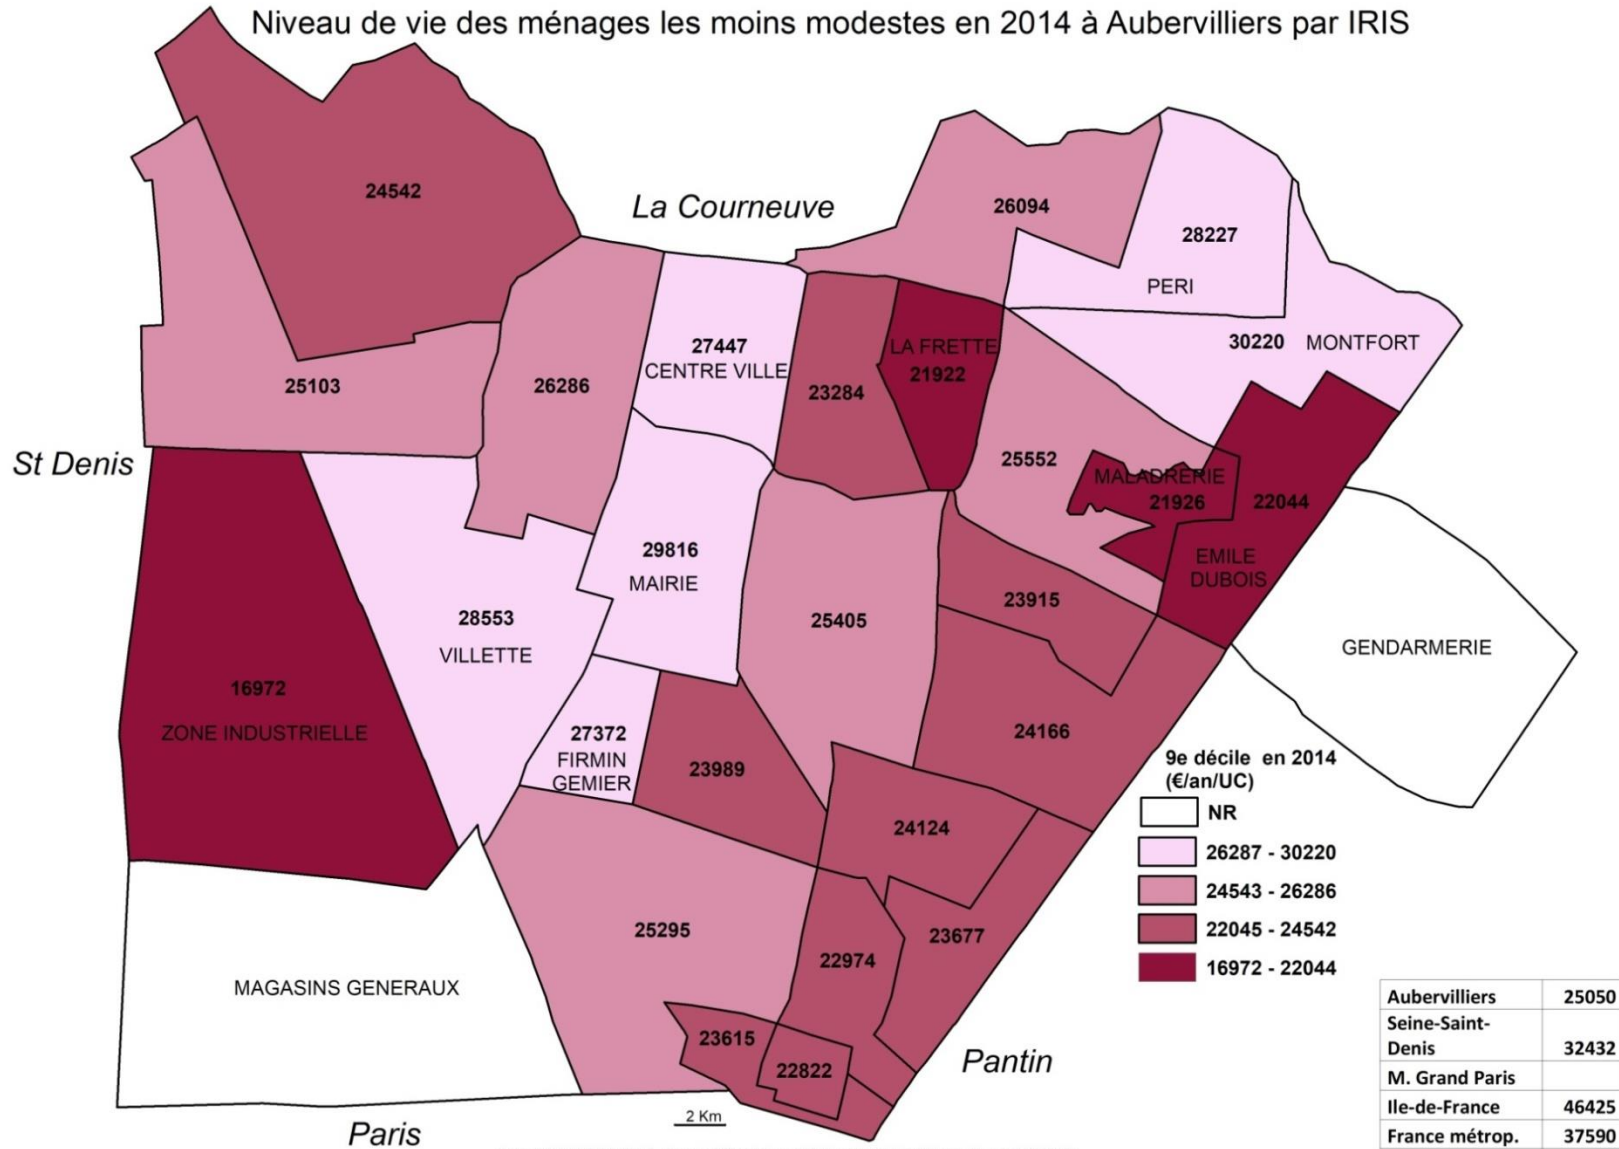 Niveau de vie des ménages les moins modestes en 2014 à Aubervilliers par IRIS
24542
La Courneuve
26094
28227
PERI
27447
CENTRE VILLE
LA FRETTE
21922
30220 MONTFORT
25103
26286
23284
St Denis
25552
MALADRERIE
21926
22044
EMILE
DUBOIS
29816
MAIRIE
28553
VILLETTE
25405
23915
GENDARMERIE
16972
ZONE INDUSTRIELLE
27372
FIRMIN
GEMIER
23989
24166
24124
25295
22974
23677
MAGASINS GENERAUX
23615
22822
Pantin
2 Km
Paris
9e décile en 2014
(€/an/UC)
NR
26287 - 30220
24543 - 26286
22045 - 24542
16972 - 22044
Aubervilliers 25050
Seine-Saint-
Denis 32432
M. Grand Paris
Ile-de-France 46425
France métrop. 37590